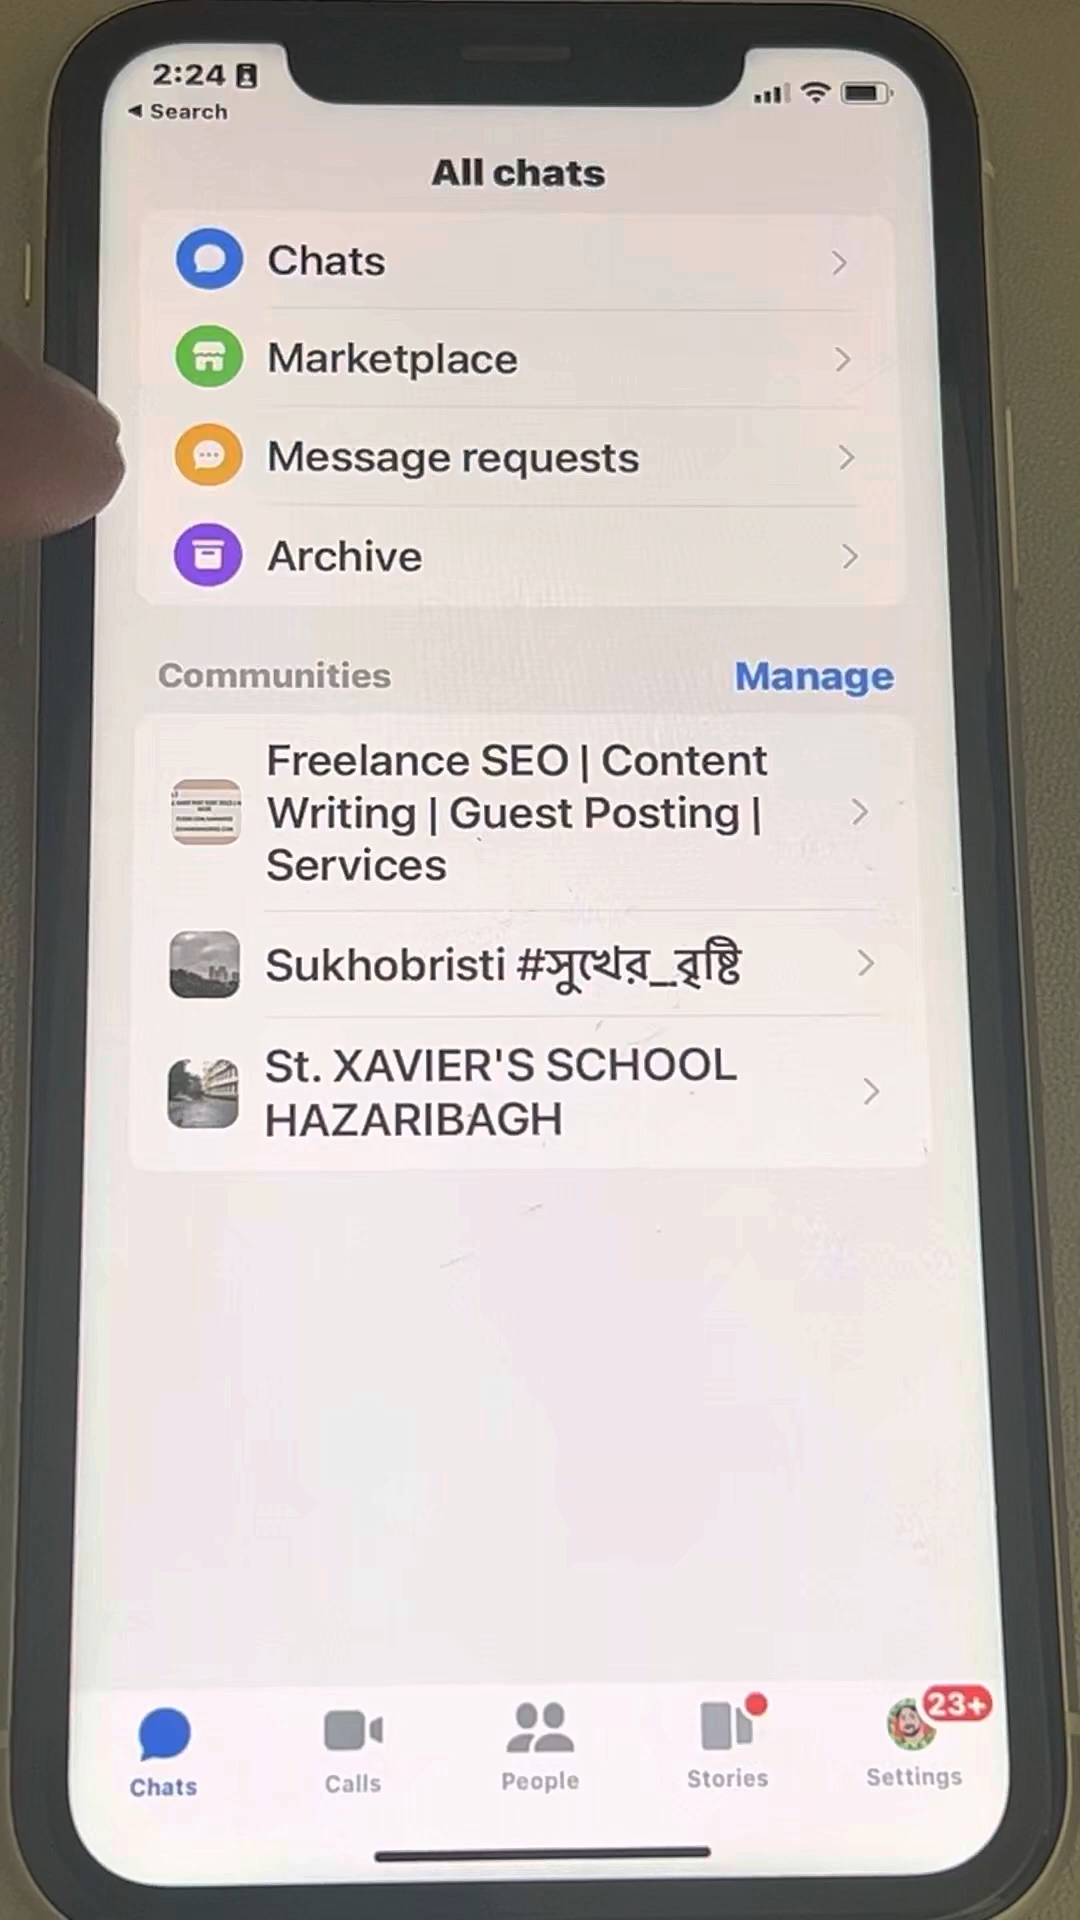 2:24
Search
All chats
Chats
Marketplace
Message requests
Archive
Communities
Manage
Freelance SEO | Content
Writing | Guest Posting |
Services
Sukhobristi #সুখের_বৃষ্টি
St. XAVIER'S SCHOOL
HAZARIBAGH
23+
Chats
Calls
People
Stories
Settings